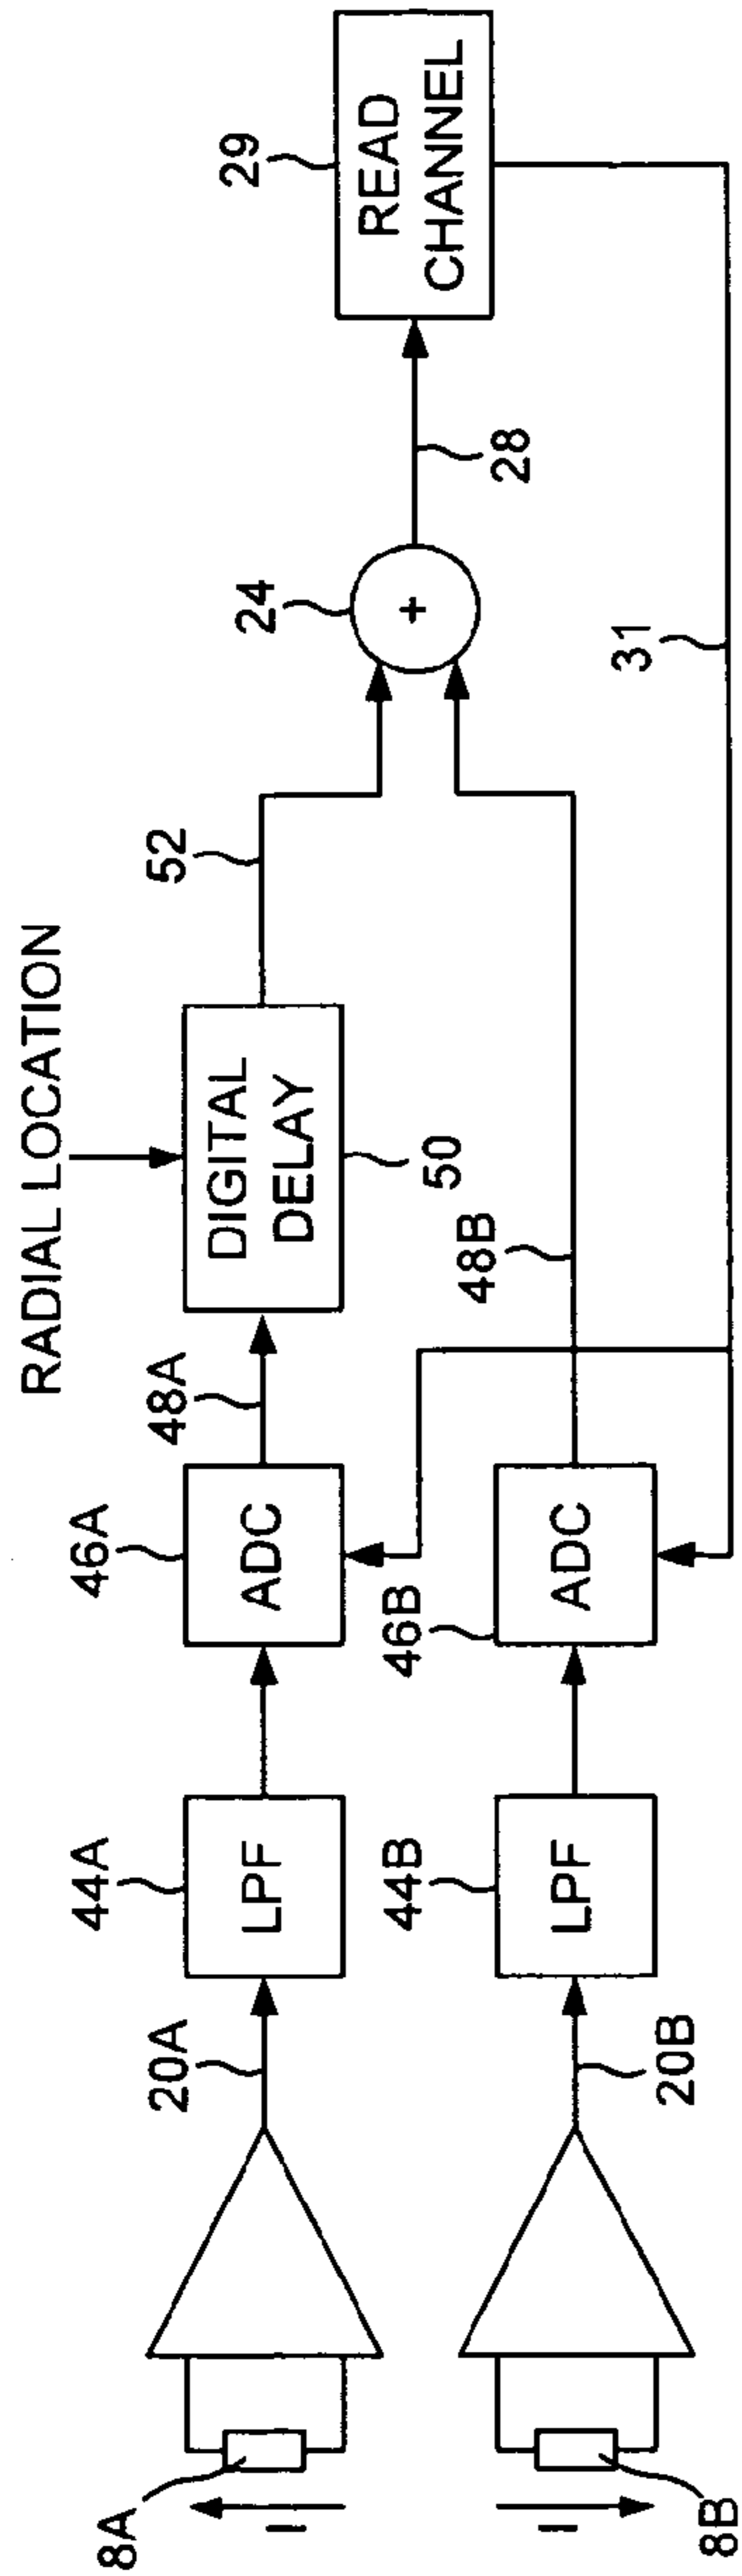 RADIAL LOCATION
8A
I
20A
44A
LPF
46A
ADC
48A
DIGITAL
DELAY
50
52
24
+
28
29
READ
CHANNEL
8B
I
20B
44B
LPF
46B
ADC
48B
31